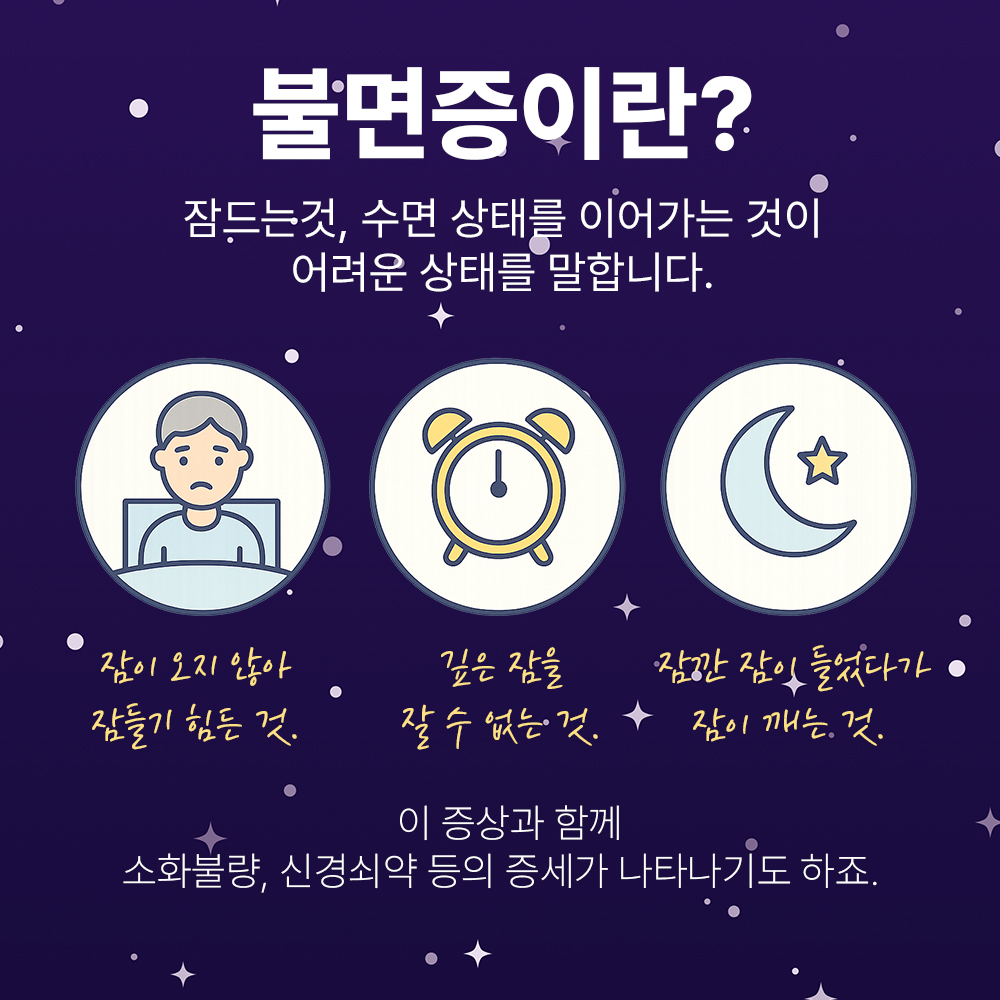 불면증이란?
잠드는것, 수면 상태를 이어가는 것이
어려운 상태를 말합니다.
잠이 오지 않아
잠들기 힘든 것.
깊은 잠을
잘 수 없는 것.
잠깐 잠이 들었다가
잠이 깨는 것.
이 증상과 함께
소화불량, 신경쇠약 등의 증세가 나타나기도 하죠.